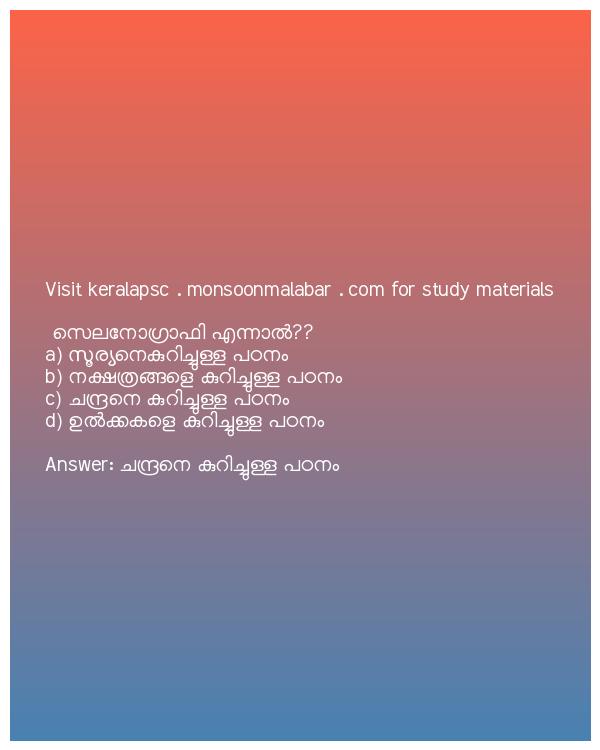 Visit keralapsc . monsoonmalabar . com for study materials
സെലനോഗ്രാഫി എന്നാൽ??
a) സൂര്യനെകുറിച്ചുള്ള പഠനം
b) നക്ഷത്രങ്ങളെ കുറിച്ചുള്ള പഠനം
c) ചന്ദ്രനെ കുറിച്ചുള്ള പഠനം
d) ഉൽക്കകളെ കുറിച്ചുള്ള പഠനം
Answer: ചന്ദ്രനെ കുറിച്ചുള്ള പഠനം